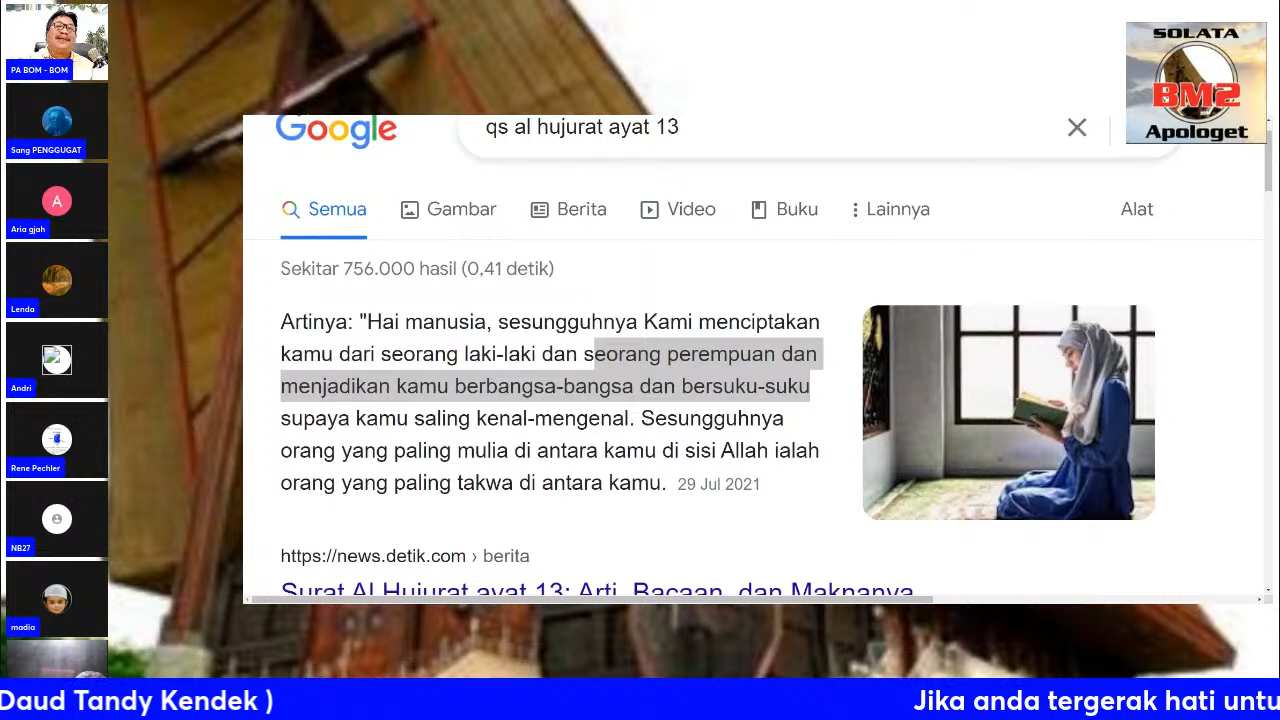 PA BOM - BOM
Sang PENGGUGAT
A
Aria gjah
Lenda
Andri
Rene Pechler
NB27
madia
SOLATA
BM2
Apologet
Google
qs al hujurat ayat 13
Semua
Gambar
Berita
Video
Buku
Lainnya
Alat
Sekitar 756.000 hasil (0,41 detik)
Artinya: "Hai manusia, sesungguhnya Kami menciptakan
kamu dari seorang laki-laki dan seorang perempuan dan
menjadikan kamu berbangsa-bangsa dan bersuku-suku
supaya kamu saling kenal-mengenal. Sesungguhnya
orang yang paling mulia di antara kamu di sisi Allah ialah
orang yang paling takwa di antara kamu. 29 Jul 2021
https://news.detik.com › berita
Surat Al Hujurat ayat 13: Arti, Bacaan, dan Maknanya
Daud Tandy Kendek )
Jika anda tergerak hati untu